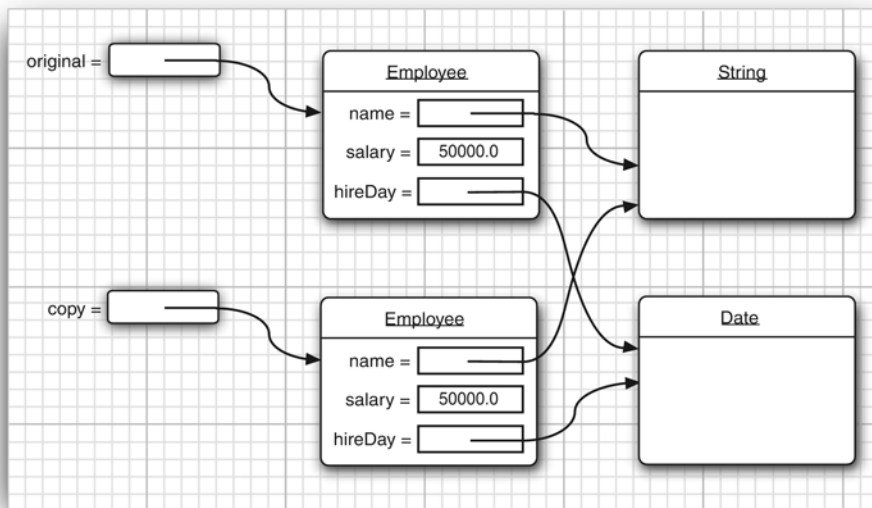 original =
Employee
name =
salary = 50000.0
hireDay =
String
copy =
Employee
name =
salary = 50000.0
hireDay =
Date